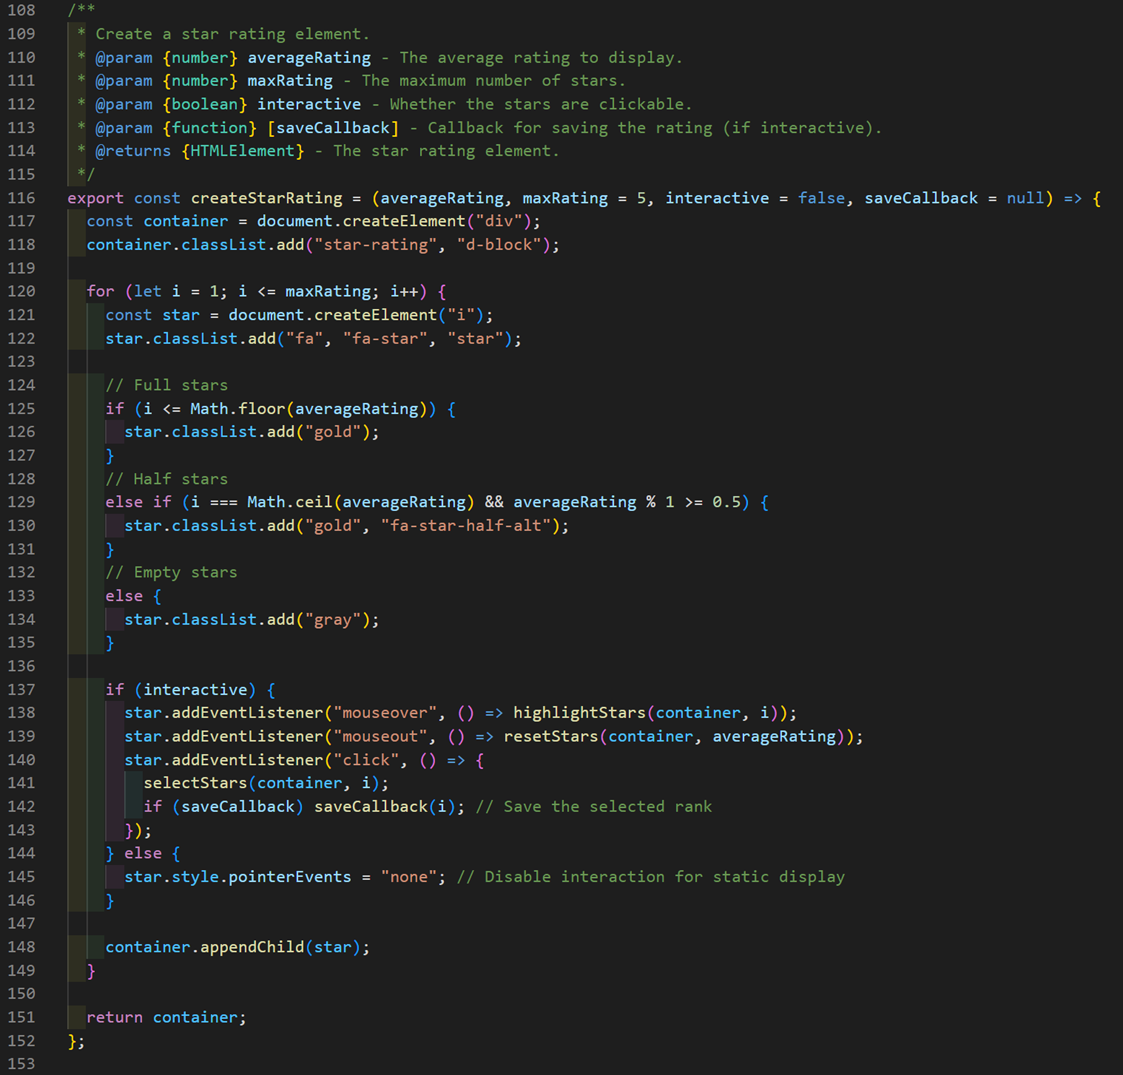 108 /**
109 * Create a star rating element.
110 * @param {number} averageRating - The average rating to display.
111 * @param {number} maxRating - The maximum number of stars.
112 * @param {boolean} interactive - Whether the stars are clickable.
113 * @param {function} [saveCallback] - Callback for saving the rating (if interactive).
114 * @returns {HTMLElement} - The star rating element.
115 */
116 export const createStarRating = (averageRating, maxRating = 5, interactive = false, saveCallback = null) => {
117 const container = document.createElement("div");
118 container.classList.add("star-rating", "d-block");
119
120 for (let i = 1; i <= maxRating; i++) {
121 const star = document.createElement("i");
122 star.classList.add("fa", "fa-star", "star");
123
124 // Full stars
125 if (i <= Math.floor(averageRating)) {
126 star.classList.add("gold");
127 }
128 // Half stars
129 else if (i === Math.ceil(averageRating) && averageRating % 1 >= 0.5) {
130 star.classList.add("gold", "fa-star-half-alt");
131 }
132 // Empty stars
133 else {
134 star.classList.add("gray");
135 }
136
137 if (interactive) {
138 star.addEventListener("mouseover", () => highlightStars(container, i));
139 star.addEventListener("mouseout", () => resetStars(container, averageRating));
140 star.addEventListener("click", () => {
141 selectStars(container, i);
142 if (saveCallback) saveCallback(i); // Save the selected rank
143 });
144 } else {
145 star.style.pointerEvents = "none"; // Disable interaction for static display
146 }
147
148 container.appendChild(star);
149 }
150
151 return container;
152 };
153